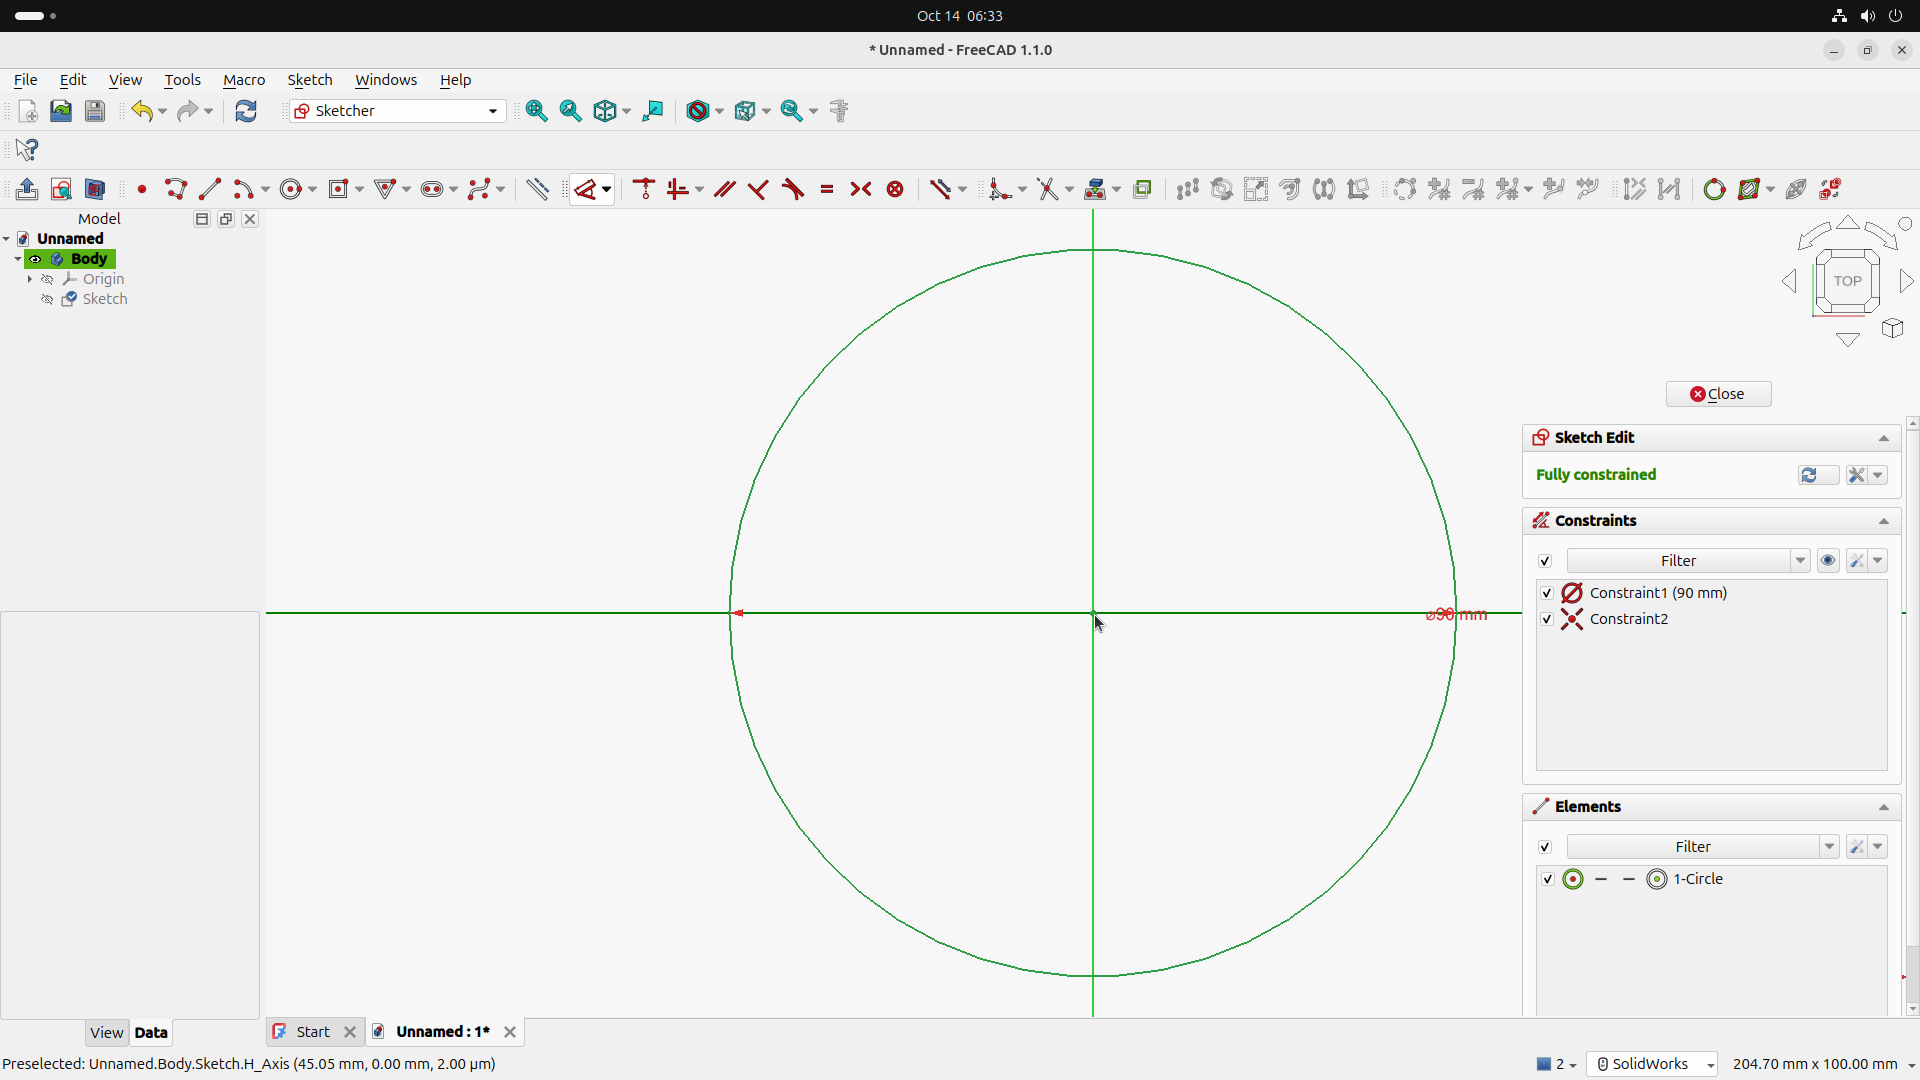 Oct 14 06:33
* Unnamed - FreeCAD 1.1.0
File Edit View Tools Macro Sketch Windows Help
Sketcher
Model
Unnamed
Body
Origin
Sketch
TOP
Close
Sketch Edit
Fully constrained
Constraints
Filter
Constraint1 (90 mm)
Constraint2
⌀90 mm
Elements
Filter
1-Circle
View Data
Start
Unnamed : 1*
Preselected: Unnamed.Body.Sketch.H_Axis (45.05 mm, 0.00 mm, 2.00 µm)
2
SolidWorks
204.70 mm x 100.00 mm